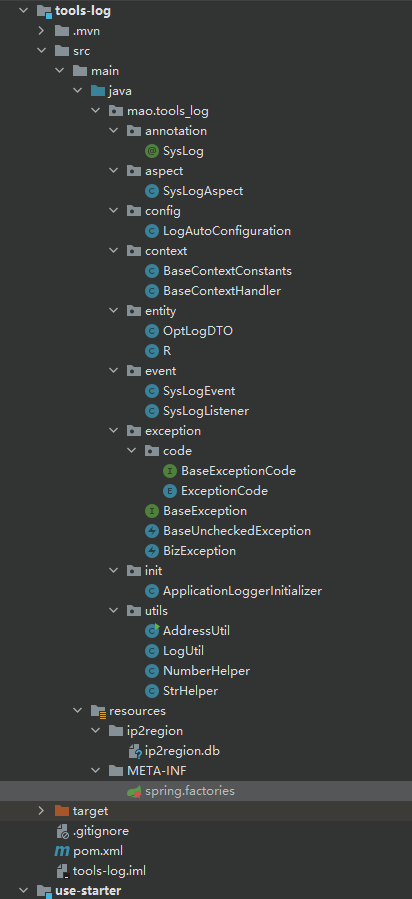 tools-log
.mvn
src
main
java
mao.tools_log
annotation
SysLog
aspect
SysLogAspect
config
LogAutoConfiguration
context
BaseContextConstants
BaseContextHandler
entity
OptLogDTO
R
event
SysLogEvent
SysLogListener
exception
code
BaseExceptionCode
ExceptionCode
BaseException
BaseUncheckedException
BizException
init
ApplicationLoggerInitializer
utils
AddressUtil
LogUtil
NumberHelper
StrHelper
resources
ip2region
ip2region.db
META-INF
spring.factories
target
.gitignore
pom.xml
tools-log.iml
use-starter